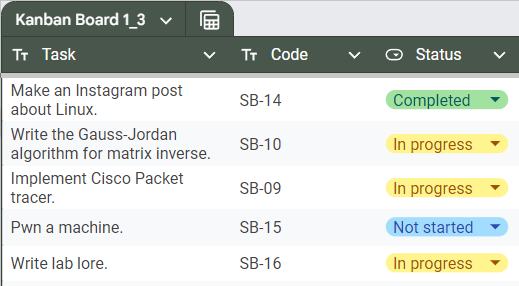 Kanban Board 1_3
Tт Task Tт Code Status
Make an Instagram post
about Linux. SB-14 Completed
Write the Gauss-Jordan
algorithm for matrix inverse. SB-10 In progress
Implement Cisco Packet
tracer. SB-09 In progress
Pwn a machine. SB-15 Not started
Write lab lore. SB-16 In progress